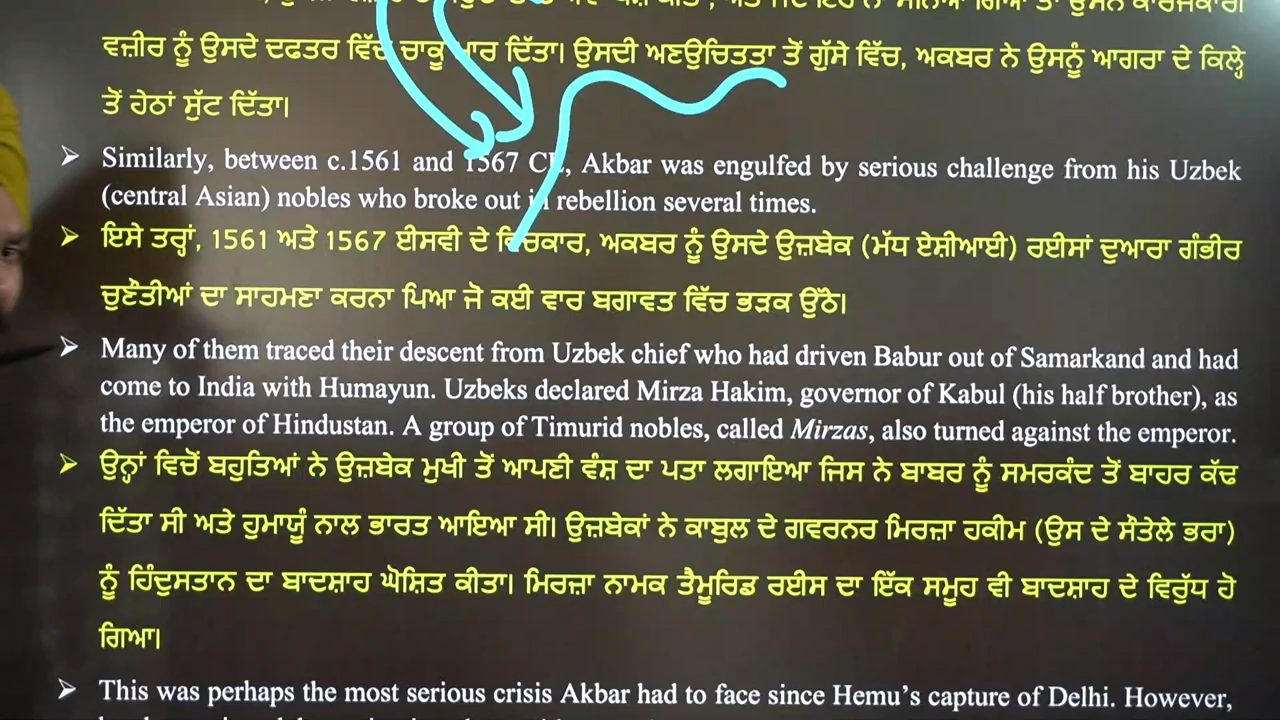 ਵਜ਼ੀਰ ਨੂੰ ਉਸਦੇ ਦਫਤਰ ਵਿੱਚ ਚਾਕੂ ਮਾਰ ਦਿੱਤਾ। ਉਸਦੀ ਅਣਉਚਿਤਤਾ ਤੋਂ ਗੁੱਸੇ ਵਿੱਚ, ਅਕਬਰ ਨੇ ਉਸਨੂੰ ਆਗਰਾ ਦੇ ਕਿਲ੍ਹੇ
ਤੋਂ ਹੇਠਾਂ ਸੁੱਟ ਦਿੱਤਾ।
➢ Similarly, between c.1561 and 1567 CE, Akbar was engulfed by serious challenge from his Uzbek
(central Asian) nobles who broke out in rebellion several times.
➢ ਇਸੇ ਤਰ੍ਹਾਂ, 1561 ਅਤੇ 1567 ਈਸਵੀ ਦੇ ਵਿਚਕਾਰ, ਅਕਬਰ ਨੂੰ ਉਸਦੇ ਉਜ਼ਬੇਕ (ਮੱਧ ਏਸ਼ੀਆਈ) ਰਈਸਾਂ ਦੁਆਰਾ ਗੰਭੀਰ
ਚੁਣੌਤੀਆਂ ਦਾ ਸਾਹਮਣਾ ਕਰਨਾ ਪਿਆ ਜੋ ਕਈ ਵਾਰ ਬਗਾਵਤ ਵਿੱਚ ਭੜਕ ਉੱਠੇ।
➢ Many of them traced their descent from Uzbek chief who had driven Babur out of Samarkand and had
come to India with Humayun. Uzbeks declared Mirza Hakim, governor of Kabul (his half brother), as
the emperor of Hindustan. A group of Timurid nobles, called Mirzas, also turned against the emperor.
➢ ਉਨ੍ਹਾਂ ਵਿਚੋਂ ਬਹੁਤਿਆਂ ਨੇ ਉਜ਼ਬੇਕ ਮੁਖੀ ਤੋਂ ਆਪਣੀ ਵੰਸ਼ ਦਾ ਪਤਾ ਲਗਾਇਆ ਜਿਸ ਨੇ ਬਾਬਰ ਨੂੰ ਸਮਰਕੰਦ ਤੋਂ ਬਾਹਰ ਕੱਢ
ਦਿੱਤਾ ਸੀ ਅਤੇ ਹੁਮਾਯੂੰ ਨਾਲ ਭਾਰਤ ਆਇਆ ਸੀ। ਉਜ਼ਬੇਕਾਂ ਨੇ ਕਾਬੁਲ ਦੇ ਗਵਰਨਰ ਮਿਰਜ਼ਾ ਹਕੀਮ (ਉਸ ਦੇ ਸੌਤੇਲੇ ਭਰਾ)
ਨੂੰ ਹਿੰਦੁਸਤਾਨ ਦਾ ਬਾਦਸ਼ਾਹ ਘੋਸ਼ਿਤ ਕੀਤਾ। ਮਿਰਜ਼ਾ ਨਾਮਕ ਤੈਮੂਰਿਡ ਰਈਸ ਦਾ ਇੱਕ ਸਮੂਹ ਵੀ ਬਾਦਸ਼ਾਹ ਦੇ ਵਿਰੁੱਧ ਹੋ
ਗਿਆ।
➢ This was perhaps the most serious crisis Akbar had to face since Hemu's capture of Delhi. However,